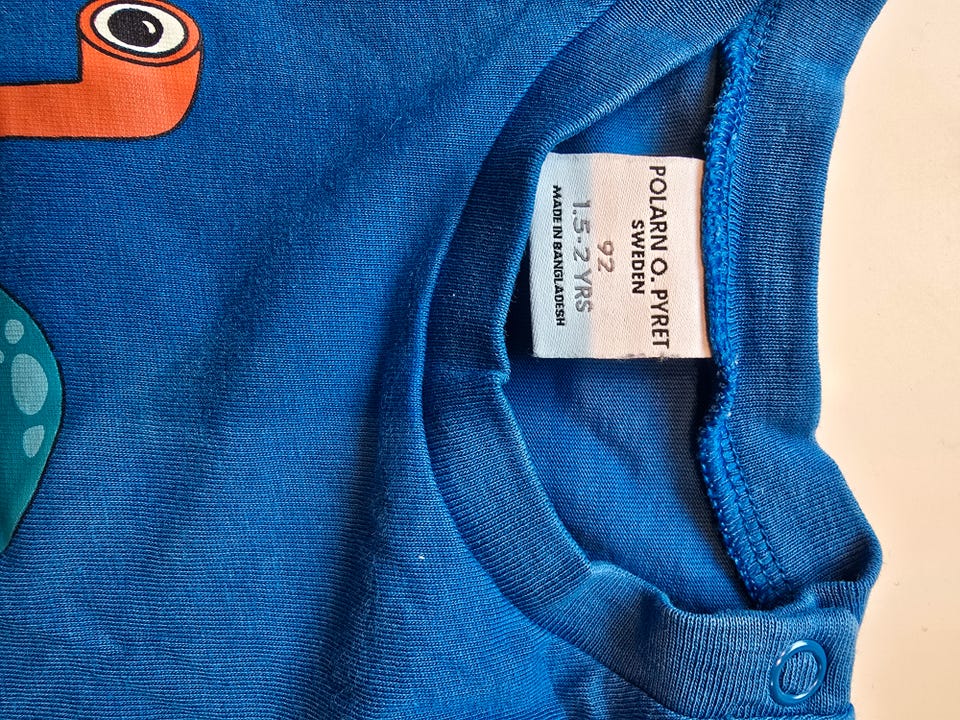 POLARN O. PYRET
SWEDEN
92
1.5-2 YRS
MADE IN BANGLADESH